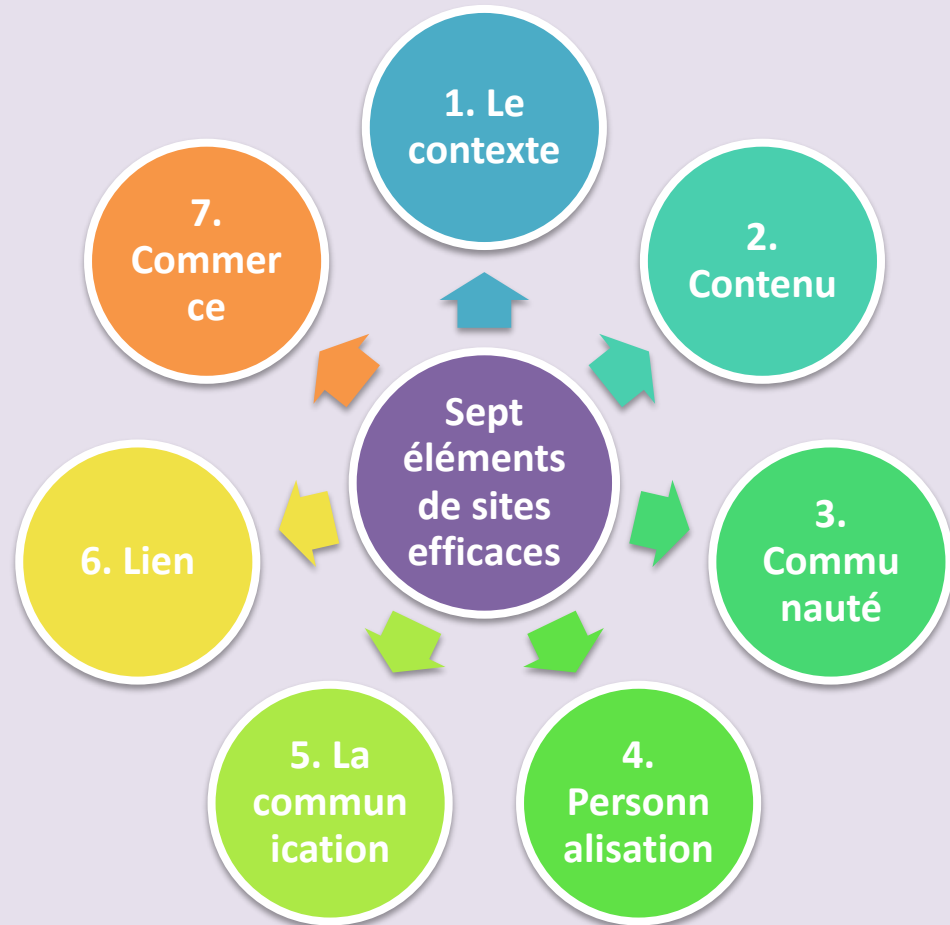 1. Le
contexte
2.
Contenu
3.
Commu
nauté
4.
Personn
alisation
5. La
commun
ication
6. Lien
7.
Commer
ce
Sept
éléments
de sites
efficaces